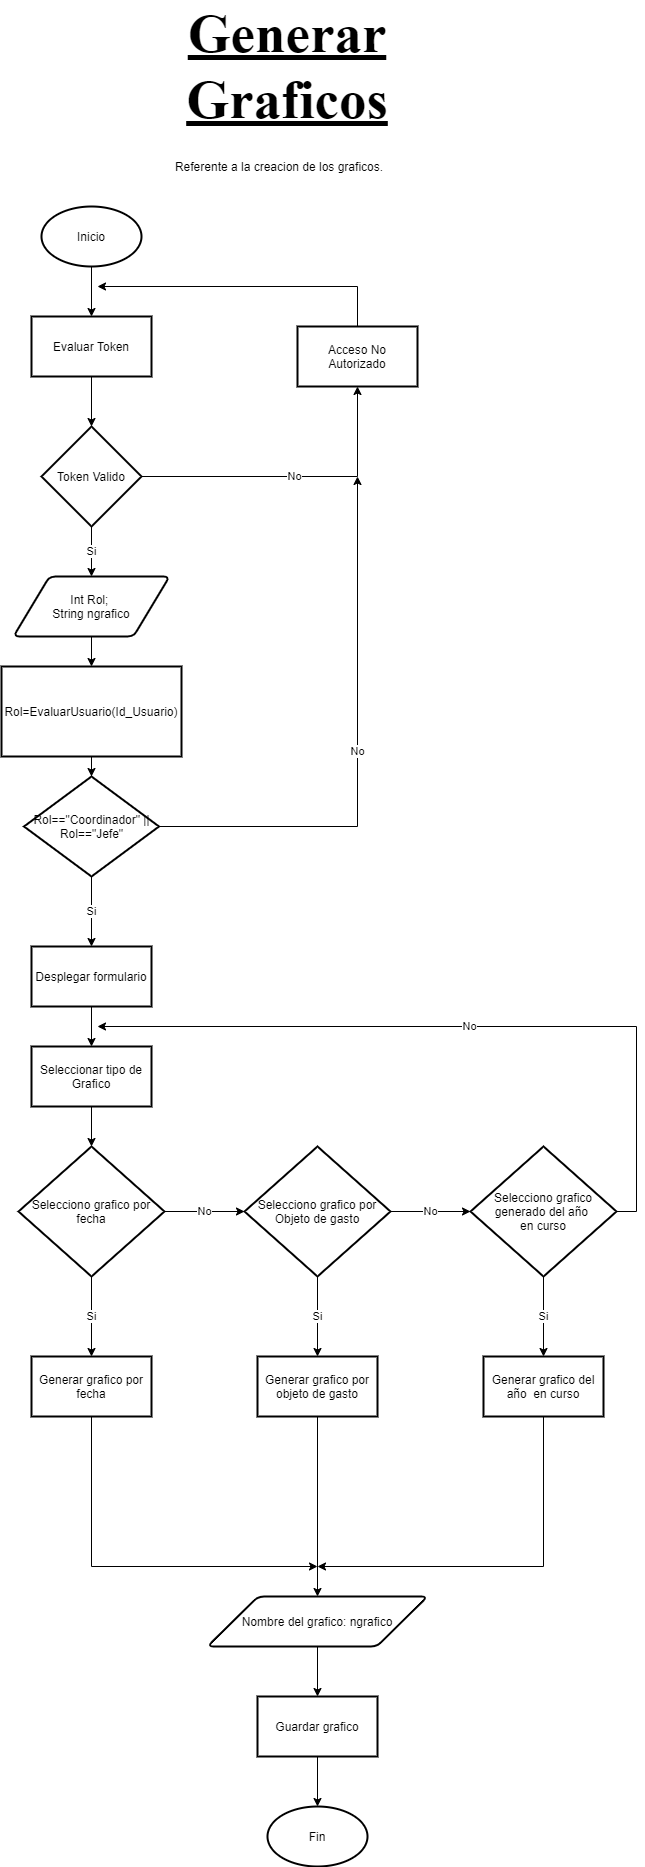 Generar
Graficos
Referente a la creacion de los graficos.
Inicio
Evaluar Token
Acceso No
Autorizado
Token Valido
No
Si
Int Rol;
String ngrafico
Rol=EvaluarUsuario(Id_Usuario)
No
Rol=="Coordinador" ||
Rol=="Jefe"
Si
Desplegar formulario
No
Seleccionar tipo de
Grafico
Selecciono grafico por
fecha
No
Selecciono grafico por
Objeto de gasto
No
Selecciono grafico
generado del año
en curso
Si
Si
Si
Generar grafico por
fecha
Generar grafico por
objeto de gasto
Generar grafico del
año  en curso
Nombre del grafico: ngrafico
Guardar grafico
Fin